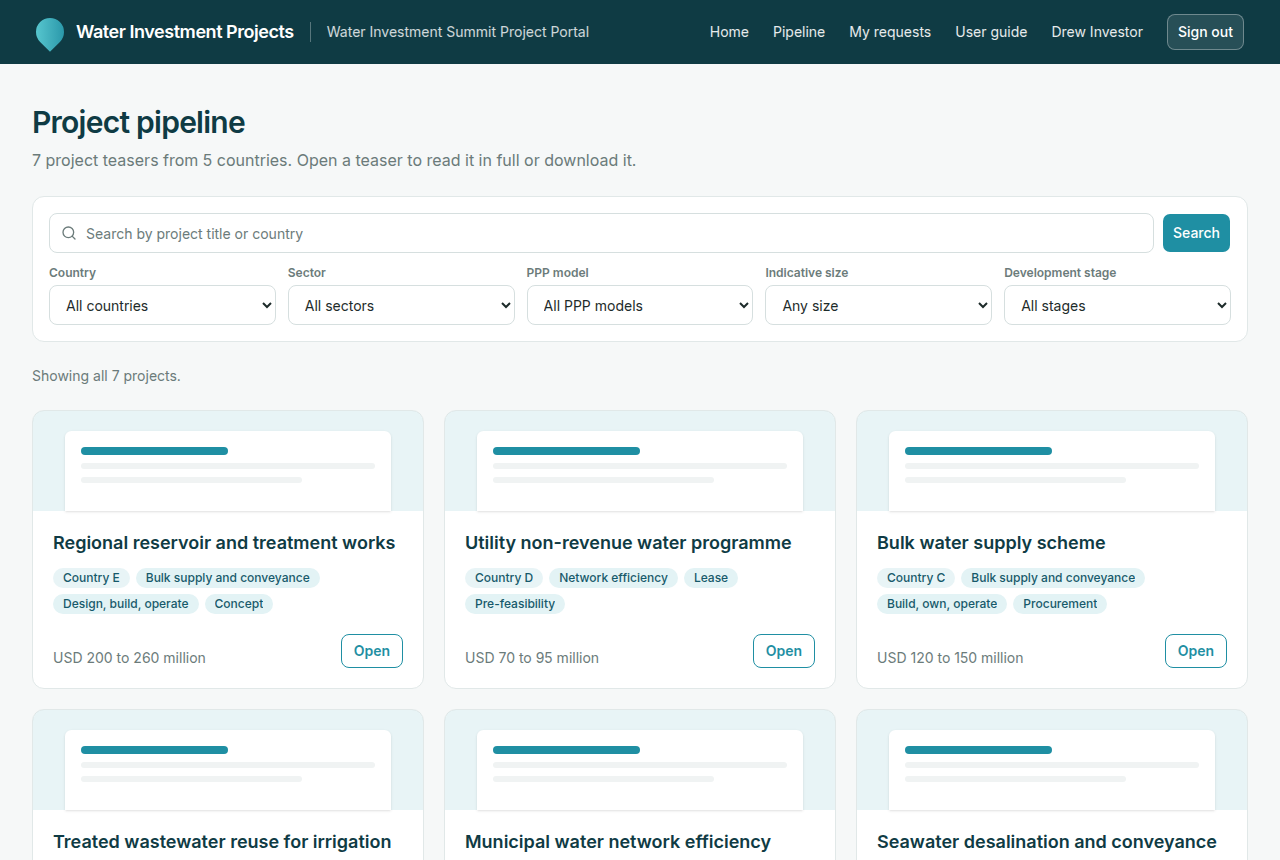 Water Investment Projects
Water Investment Summit Project Portal
Home
Pipeline
My requests
User guide
Drew Investor
Sign out
Project pipeline
7 project teasers from 5 countries. Open a teaser to read it in full or download it.
Search by project title or country
Search
Country
Sector
PPP model
Indicative size
Development stage
All countries
All sectors
All PPP models
Any size
All stages
Showing all 7 projects.
Regional reservoir and treatment works
Country E
Bulk supply and conveyance
Design, build, operate
Concept
USD 200 to 260 million
Open
Utility non-revenue water programme
Country D
Network efficiency
Lease
Pre-feasibility
USD 70 to 95 million
Open
Bulk water supply scheme
Country C
Bulk supply and conveyance
Build, own, operate
Procurement
USD 120 to 150 million
Open
Treated wastewater reuse for irrigation
Municipal water network efficiency
Seawater desalination and conveyance